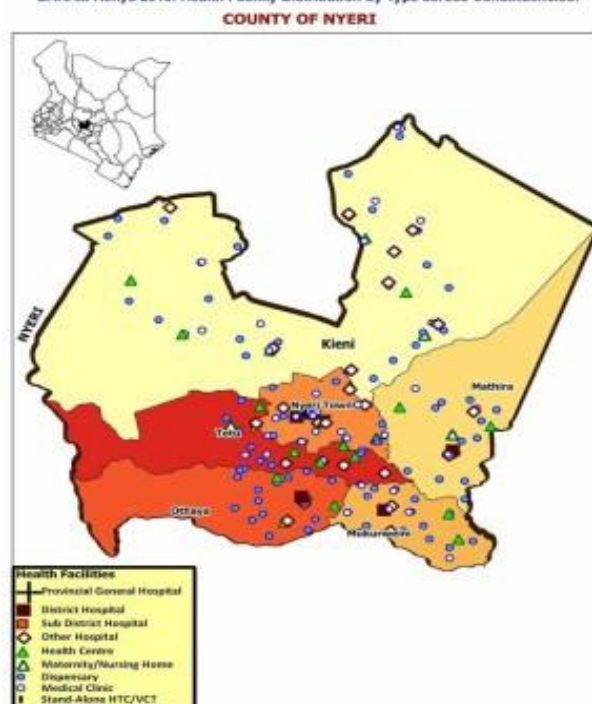 COUNTY OF NYERI
NYERI
Kieni
Mathira
Nyeri Town
Tetu
Othaya
Mukurweini
Health Facilities
Provincial General Hospital
District Hospital
Sub District Hospital
Other Hospital
Health Centre
Maternity/Nursing Home
Dispensary
Medical Clinic
Stand-Alone HTC/VCT